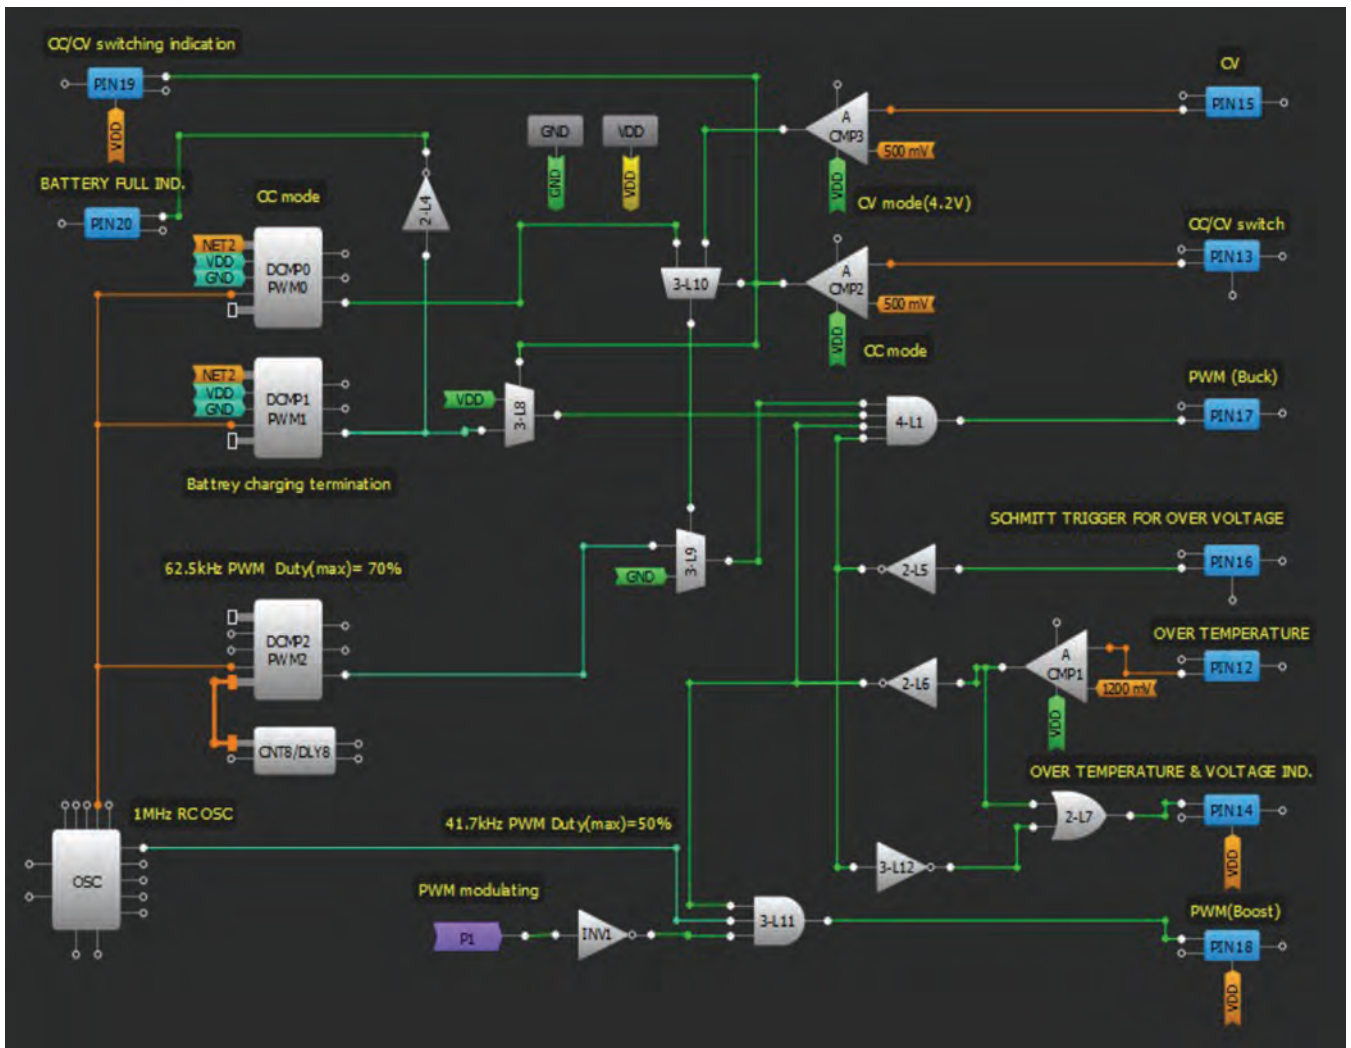 CC/CV switching indication
PIN19
VDD
BATTERY FULL IND.
PIN20
CC mode
NET2
VDD
GND
DCMP0
PWM0
2-L4
GND
GND
VDD
VDD
A
CMP3
500 mV
VDD
CV
PIN15
CV mode(4.2V)
CC/CV switch
PIN13
3-L10
A
CMP2
500 mV
VDD
CC mode
NET2
VDD
GND
DCMP1
PWM1
Battrey charging termination
VDD
3-L8
4-L1
PWM (Buck)
PIN17
SCHMITT TRIGGER FOR OVER VOLTAGE
PIN16
2-L5
62.5kHz PWM Duty(max)= 70%
GND
3-L9
DCMP2
PWM2
CNT8/DLY8
OVER TEMPERATURE
PIN12
A
CMP1
1200 mV
VDD
2-L6
OVER TEMPERATURE & VOLTAGE IND.
PIN14
VDD
2-L7
3-L12
1MHz RC OSC
OSC
41.7kHz PWM Duty(max)=50%
PWM modulating
P1
INV1
3-L11
PWM(Boost)
PIN18
VDD